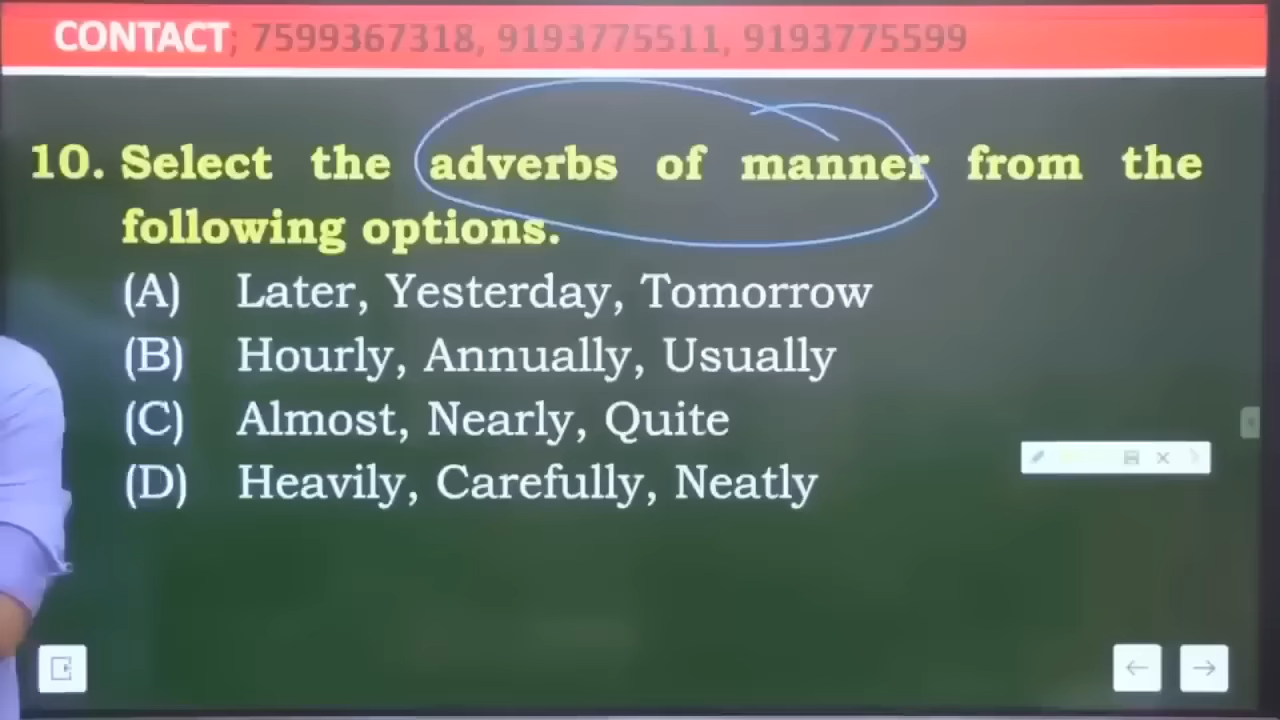 CONTACT; 7599367318, 9193775511, 9193775599
10. Select the adverbs of manner from the
following options.
(A) Later, Yesterday, Tomorrow
(B) Hourly, Annually, Usually
(C) Almost, Nearly, Quite
(D) Heavily, Carefully, Neatly